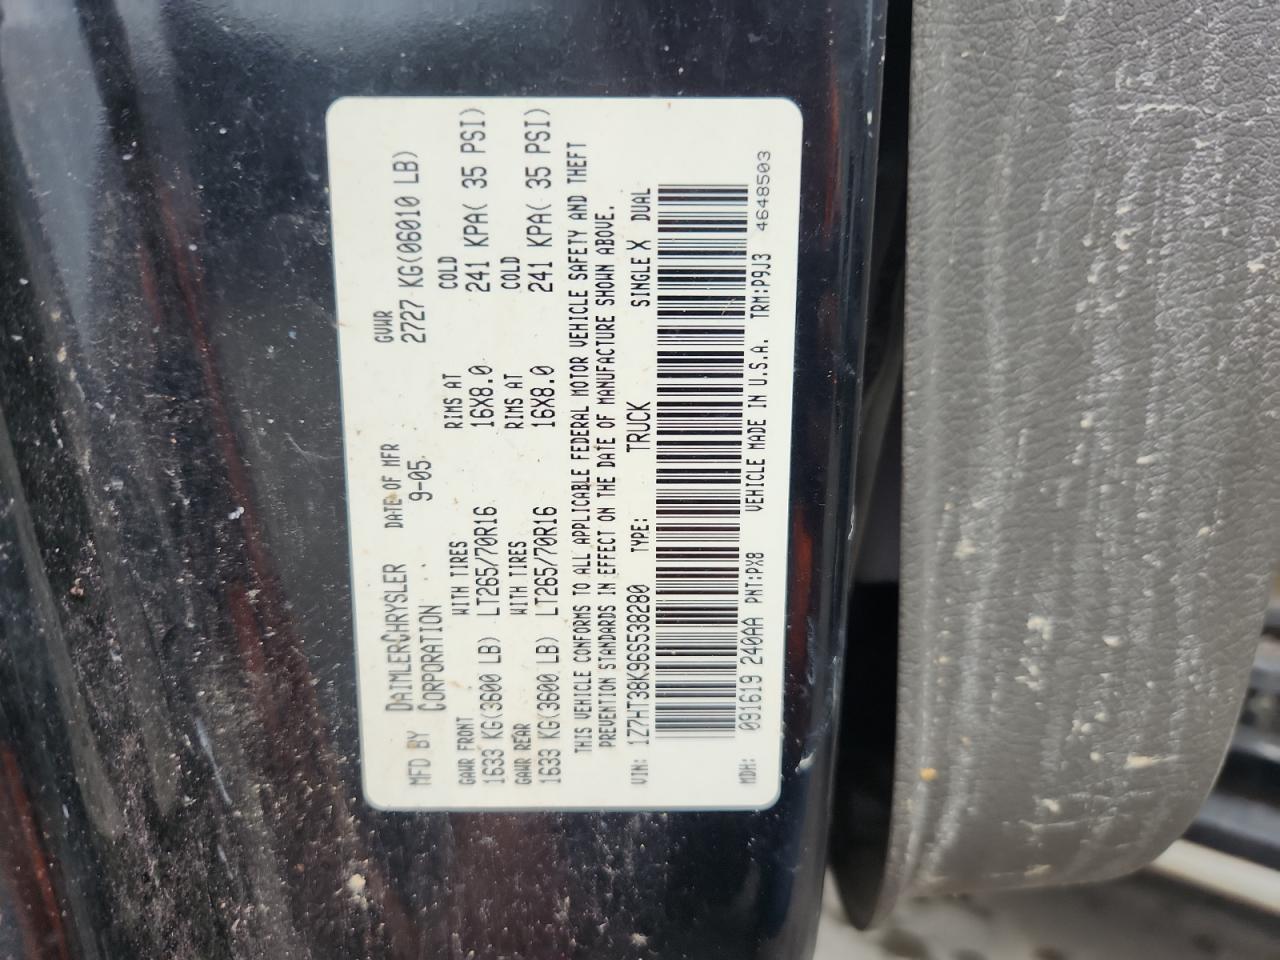 MFD BY DAIMLERCHRYSLER CORPORATION DATE OF MFR 9-05 GVWR 2727 KG(06010 LB)
GAWR FRONT WITH TIRES RIMS AT COLD
1633 KG(3600 LB) LT265/70R16 16X8.0 241 KPA( 35 PSI)
GAWR REAR WITH TIRES RIMS AT COLD
1633 KG(3600 LB) LT265/70R16 16X8.0 241 KPA( 35 PSI)
THIS VEHICLE CONFORMS TO ALL APPLICABLE FEDERAL MOTOR VEHICLE SAFETY AND THEFT
PREVENTION STANDARDS IN EFFECT ON THE DATE OF MANUFACTURE SHOWN ABOVE.
VIN: 1Z7HT38K96S538280 TYPE: TRUCK SINGLE X DUAL
MDH: 091619 240AA PNT:PX8 VEHICLE MADE IN U.S.A. TRM:P9J3 4648503